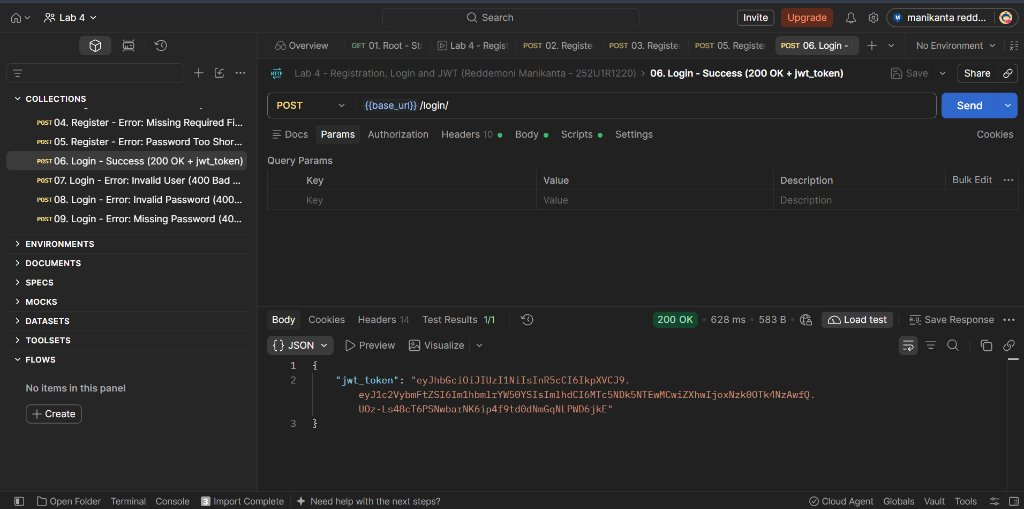 Lab 4
Search
Invite
Upgrade
manikanta redd...
Overview
GET 01. Root - St
Lab 4 - Regist
POST 02. Registe
POST 03. Registe
POST 05. Registe
POST 06. Login -
No Environment
Lab 4 - Registration, Login and JWT (Reddemoni Manikanta - 252U1R1220) > 06. Login - Success (200 OK + jwt_token)
Save
Share
COLLECTIONS
POST 04. Register - Error: Missing Required Fi...
POST 05. Register - Error: Password Too Shor...
POST 06. Login - Success (200 OK + jwt_token)
POST 07. Login - Error: Invalid User (400 Bad ...
POST 08. Login - Error: Invalid Password (400...
POST 09. Login - Error: Missing Password (40...
ENVIRONMENTS
DOCUMENTS
SPECS
MOCKS
DATASETS
TOOLSETS
FLOWS
No items in this panel
+ Create
POST
{{base_url}} /login/
Send
Docs Params Authorization Headers 10 Body Scripts Settings
Cookies
Query Params
Key Value Description Bulk Edit
Key Value Description
Body Cookies Headers 14 Test Results 1/1
200 OK • 628 ms • 583 B
Load test
e.g. Save Response
{} JSON Preview Visualize
1 {
2 "jwt_token": "eyJhbGciOiJIUzI1NiIsInR5cCI6IkpXVCJ9.
3 }
Open Folder Terminal Console 3 Import Complete Need help with the next steps?
Cloud Agent Globals Vault Tools